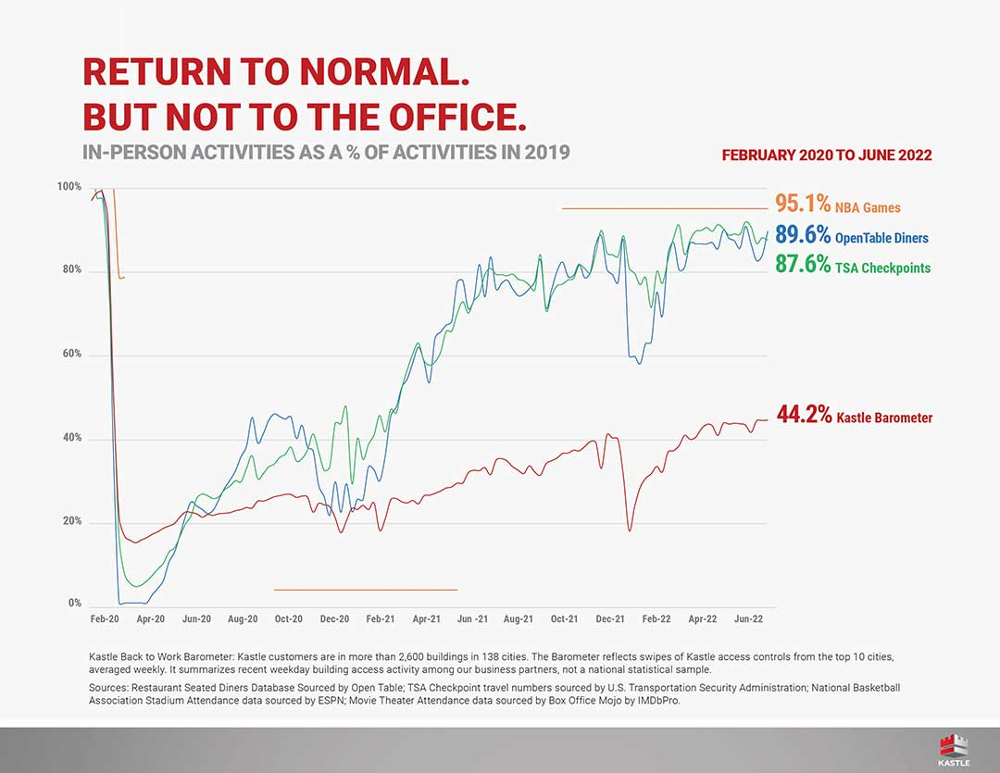 RETURN TO NORMAL.
BUT NOT TO THE OFFICE.
IN-PERSON ACTIVITIES AS A % OF ACTIVITIES IN 2019
FEBRUARY 2020 TO JUNE 2022
100%
80%
60%
40%
20%
0%
95.1% NBA Games
89.6% OpenTable Diners
87.6% TSA Checkpoints
44.2% Kastle Barometer
Feb-20 Apr-20 Jun-20 Aug-20 Oct-20 Dec-20 Feb-21 Apr-21 Jun -21 Aug-21 Oct-21 Dec-21 Feb-22 Apr-22 Jun-22
Kastle Back to Work Barometer: Kastle customers are in more than 2,600 buildings in 138 cities. The Barometer reflects swipes of Kastle access controls from the top 10 cities,
averaged weekly. It summarizes recent weekday building access activity among our business partners, not a national statistical sample.
Sources: Restaurant Seated Diners Database Sourced by Open Table; TSA Checkpoint travel numbers sourced by U.S. Transportation Security Administration; National Basketball
Association Stadium Attendance data sourced by ESPN; Movie Theater Attendance data sourced by Box Office Mojo by IMDbPro.
KASTLE